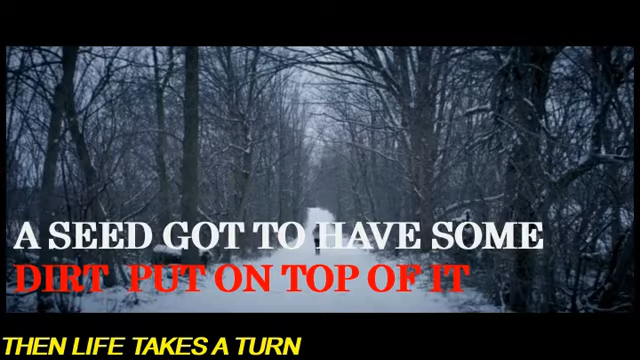 A SEED GOT TO HAVE SOME
DIRT PUT ON TOP OF IT
THEN LIFE TAKES A TURN